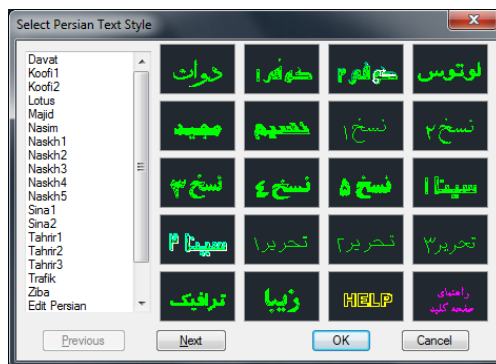 Select Persian Text Style
Davat
Koofi1
Koofi2
Lotus
Majid
Nasim
Naskh1
Naskh2
Naskh3
Naskh4
Naskh5
Sina1
Sina2
Tahrir1
Tahrir2
Tahrir3
Trafik
Ziba
Edit Persian
دوات
کوفی۱
کوفی۲
لوتوس
مجید
نسیم
نسخ۱
نسخ۲
نسخ۳
نسخ٤
نسخ۵
سینا۱
سینا۲
تحریر۱
تحریر۲
تحریر۳
ترافیک
زیبا
HELP
راهنمای
صفحه کلید
Previous
Next
OK
Cancel